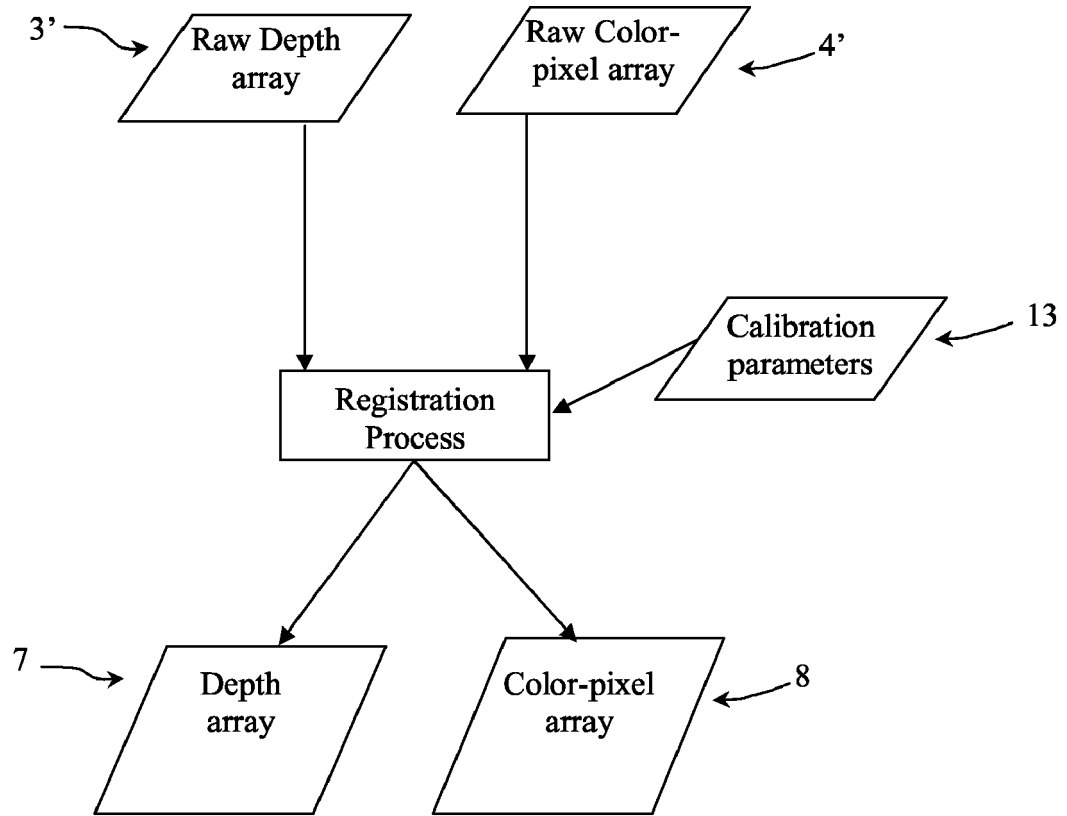 3’
Raw Depth
array
Raw Color-
pixel array
4’
Calibration
parameters
13
Registration
Process
7
Depth
array
Color-pixel
array
8